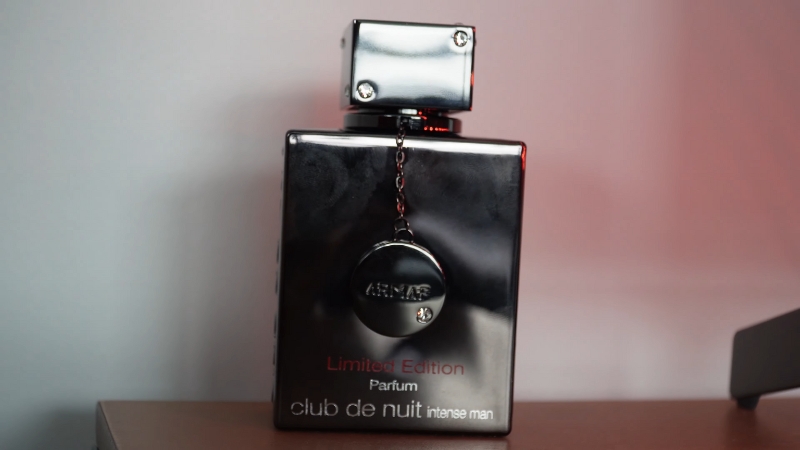 ARMAF
Limited Edition
Parfum
club de nuit intense man